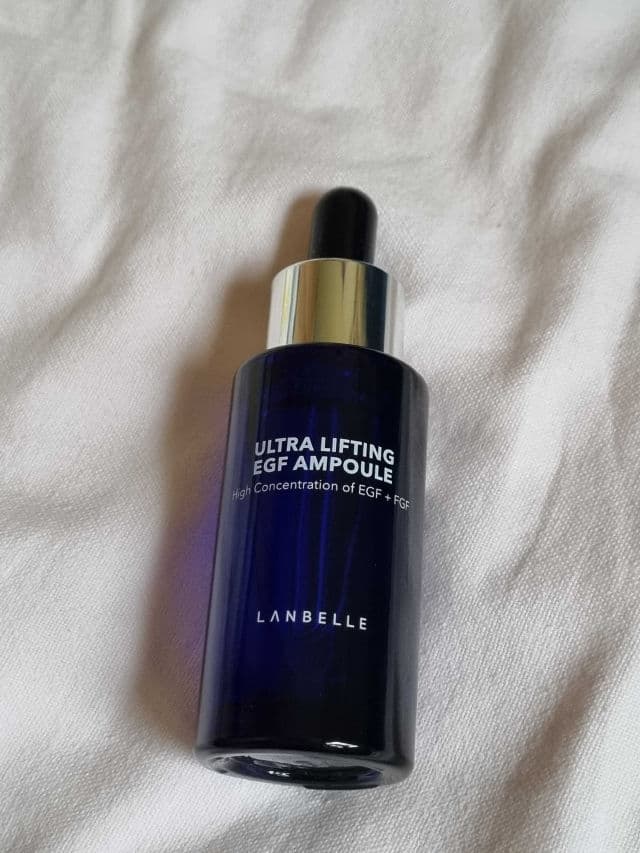 ULTRA LIFTING
EGF AMPOULE
High Concentration of EGF + FGF
LANBELLE